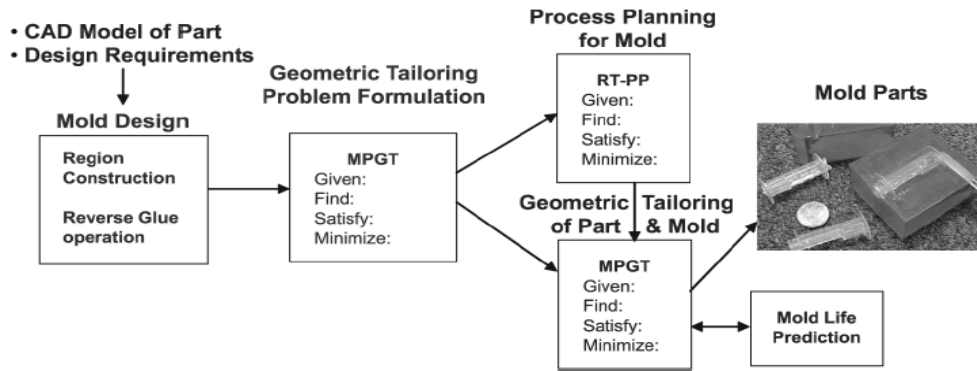 • CAD Model of Part
• Design Requirements
Mold Design
Region
Construction
Reverse Glue
operation
Geometric Tailoring
Problem Formulation
MPGT
Given:
Find:
Satisfy:
Minimize:
Process Planning
for Mold
RT-PP
Given:
Find:
Satisfy:
Minimize:
Geometric Tailoring
of Part & Mold
MPGT
Given:
Find:
Satisfy:
Minimize:
Mold Parts
Mold Life
Prediction